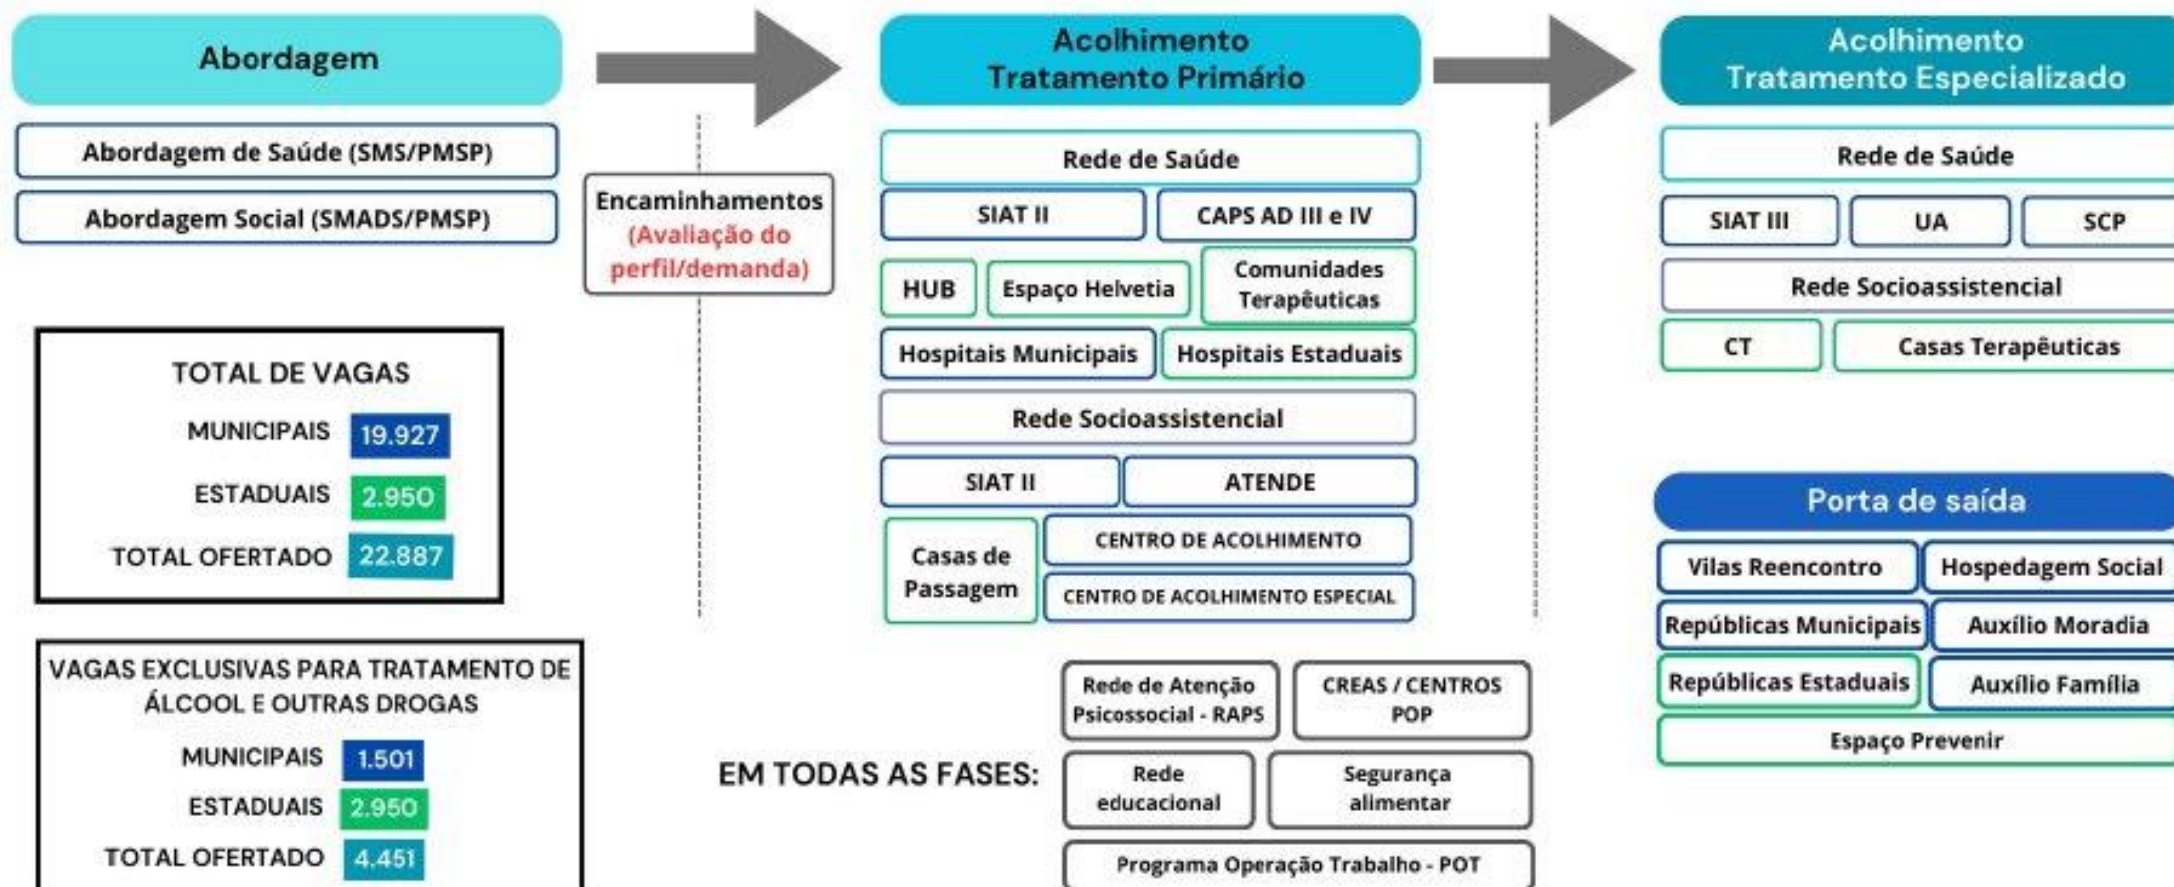 Abordagem
Abordagem de Saúde (SMS/PMSP)
Abordagem Social (SMADS/PMSP)
Encaminhamentos
(Avaliação do
perfil/demanda)
TOTAL DE VAGAS
MUNICIPAIS 19.927
ESTADUAIS 2.950
TOTAL OFERTADO 22.887
VAGAS EXCLUSIVAS PARA TRATAMENTO DE
ÁLCOOL E OUTRAS DROGAS
MUNICIPAIS 1.501
ESTADUAIS 2.950
TOTAL OFERTADO 4.451
Acolhimento
Tratamento Primário
Rede de Saúde
SIAT II
CAPS AD III e IV
HUB
Espaço Helvetia
Comunidades
Terapêuticas
Hospitais Municipais
Hospitais Estaduais
Rede Socioassistencial
SIAT II
ATENDE
Casas de
Passagem
CENTRO DE ACOLHIMENTO
CENTRO DE ACOLHIMENTO ESPECIAL
EM TODAS AS FASES:
Rede de Atenção
Psicossocial - RAPS
CREAS / CENTROS
POP
Rede
educacional
Segurança
alimentar
Programa Operação Trabalho - POT
Acolhimento
Tratamento Especializado
Rede de Saúde
SIAT III
UA
SCP
Rede Socioassistencial
CT
Casas Terapêuticas
Porta de saída
Vilas Reencontro
Hospedagem Social
Repúblicas Municipais
Auxílio Moradia
Repúblicas Estaduais
Auxílio Família
Espaço Prevenir